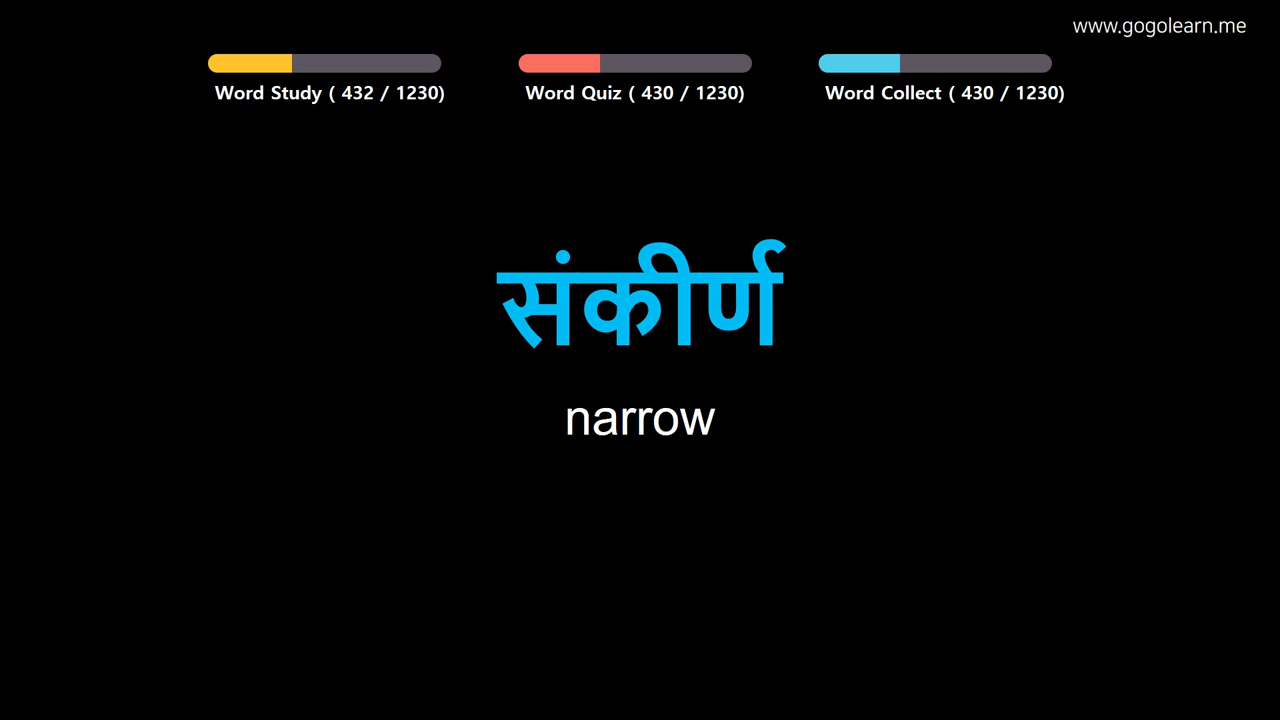 www.gogolearn.me
Word Study ( 432 / 1230)
Word Quiz ( 430 / 1230)
Word Collect ( 430 / 1230)
संकीर्ण
narrow